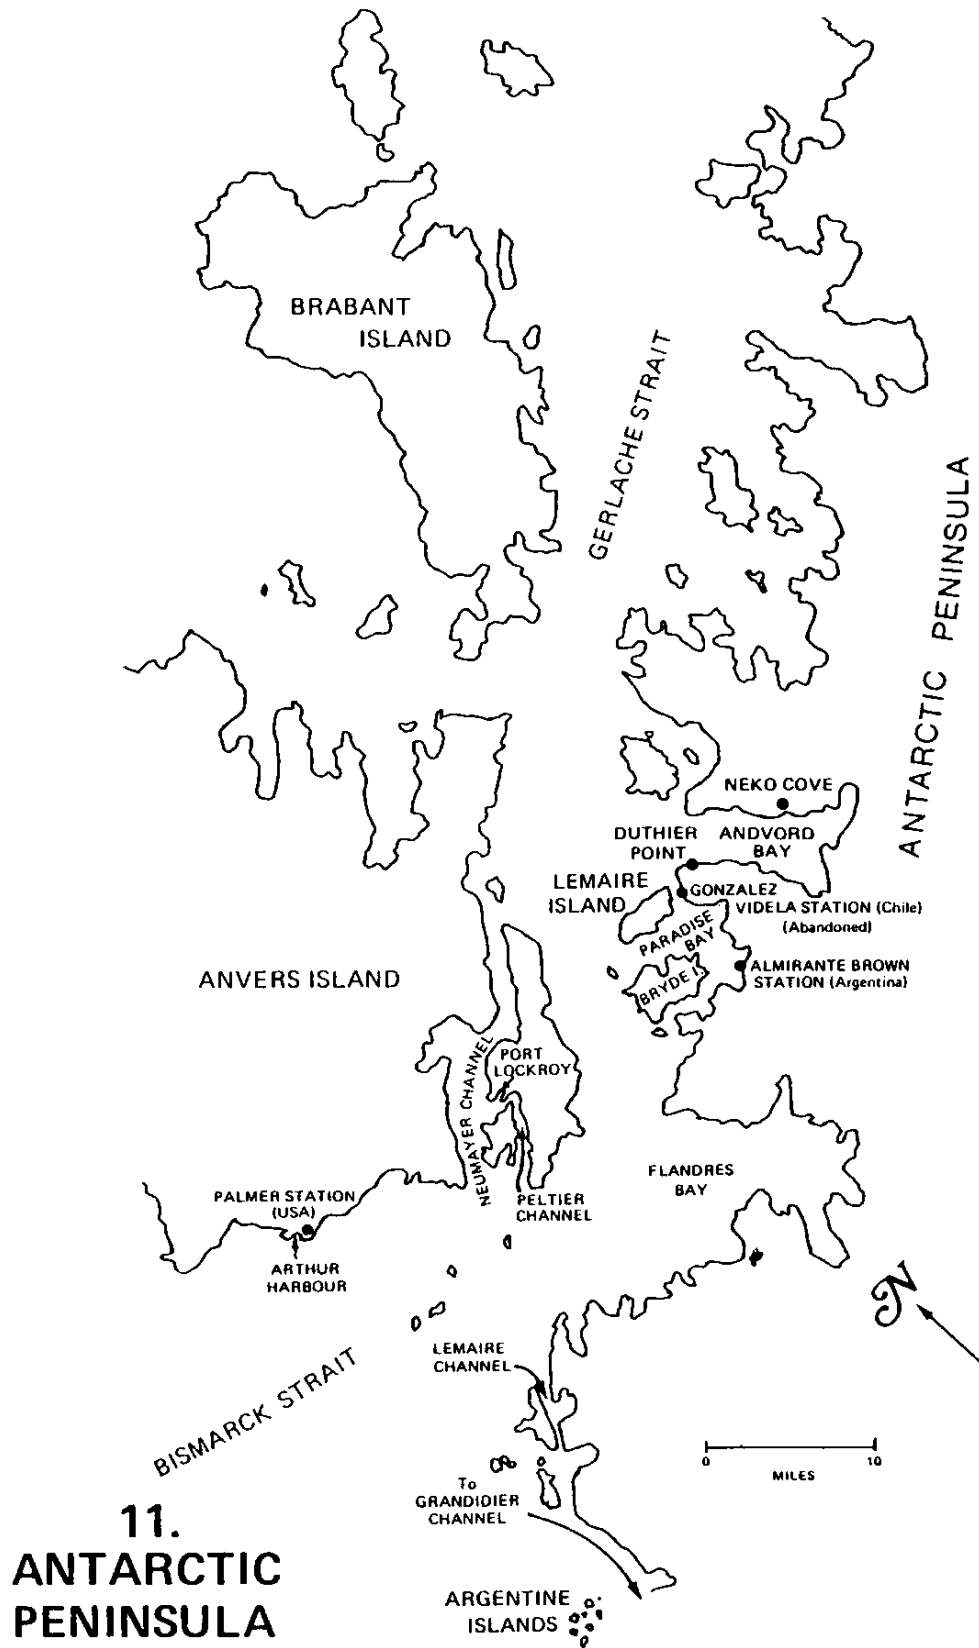 BRABANT
ISLAND
GERLACHE STRAIT
ANTARCTIC PENINSULA
NEKO COVE
DUTHIER
POINT
ANDVORD
BAY
LEMAIRE
ISLAND
GONZALEZ
VIDELA STATION (Chile)
(Abandoned)
PARADISE
BAY
BRYDE I.
ALMIRANTE BROWN
STATION (Argentina)
ANVERS ISLAND
PORT
LOCKROY
NEUMAYER CHANNEL
PELTIER
CHANNEL
FLANDRES
BAY
PALMER STATION
(USA)
ARTHUR
HARBOUR
N
LEMAIRE
CHANNEL
BISMARCK STRAIT
0 10
MILES
To
GRANDIDIER
CHANNEL
11.
ANTARCTIC
PENINSULA
ARGENTINE
ISLANDS